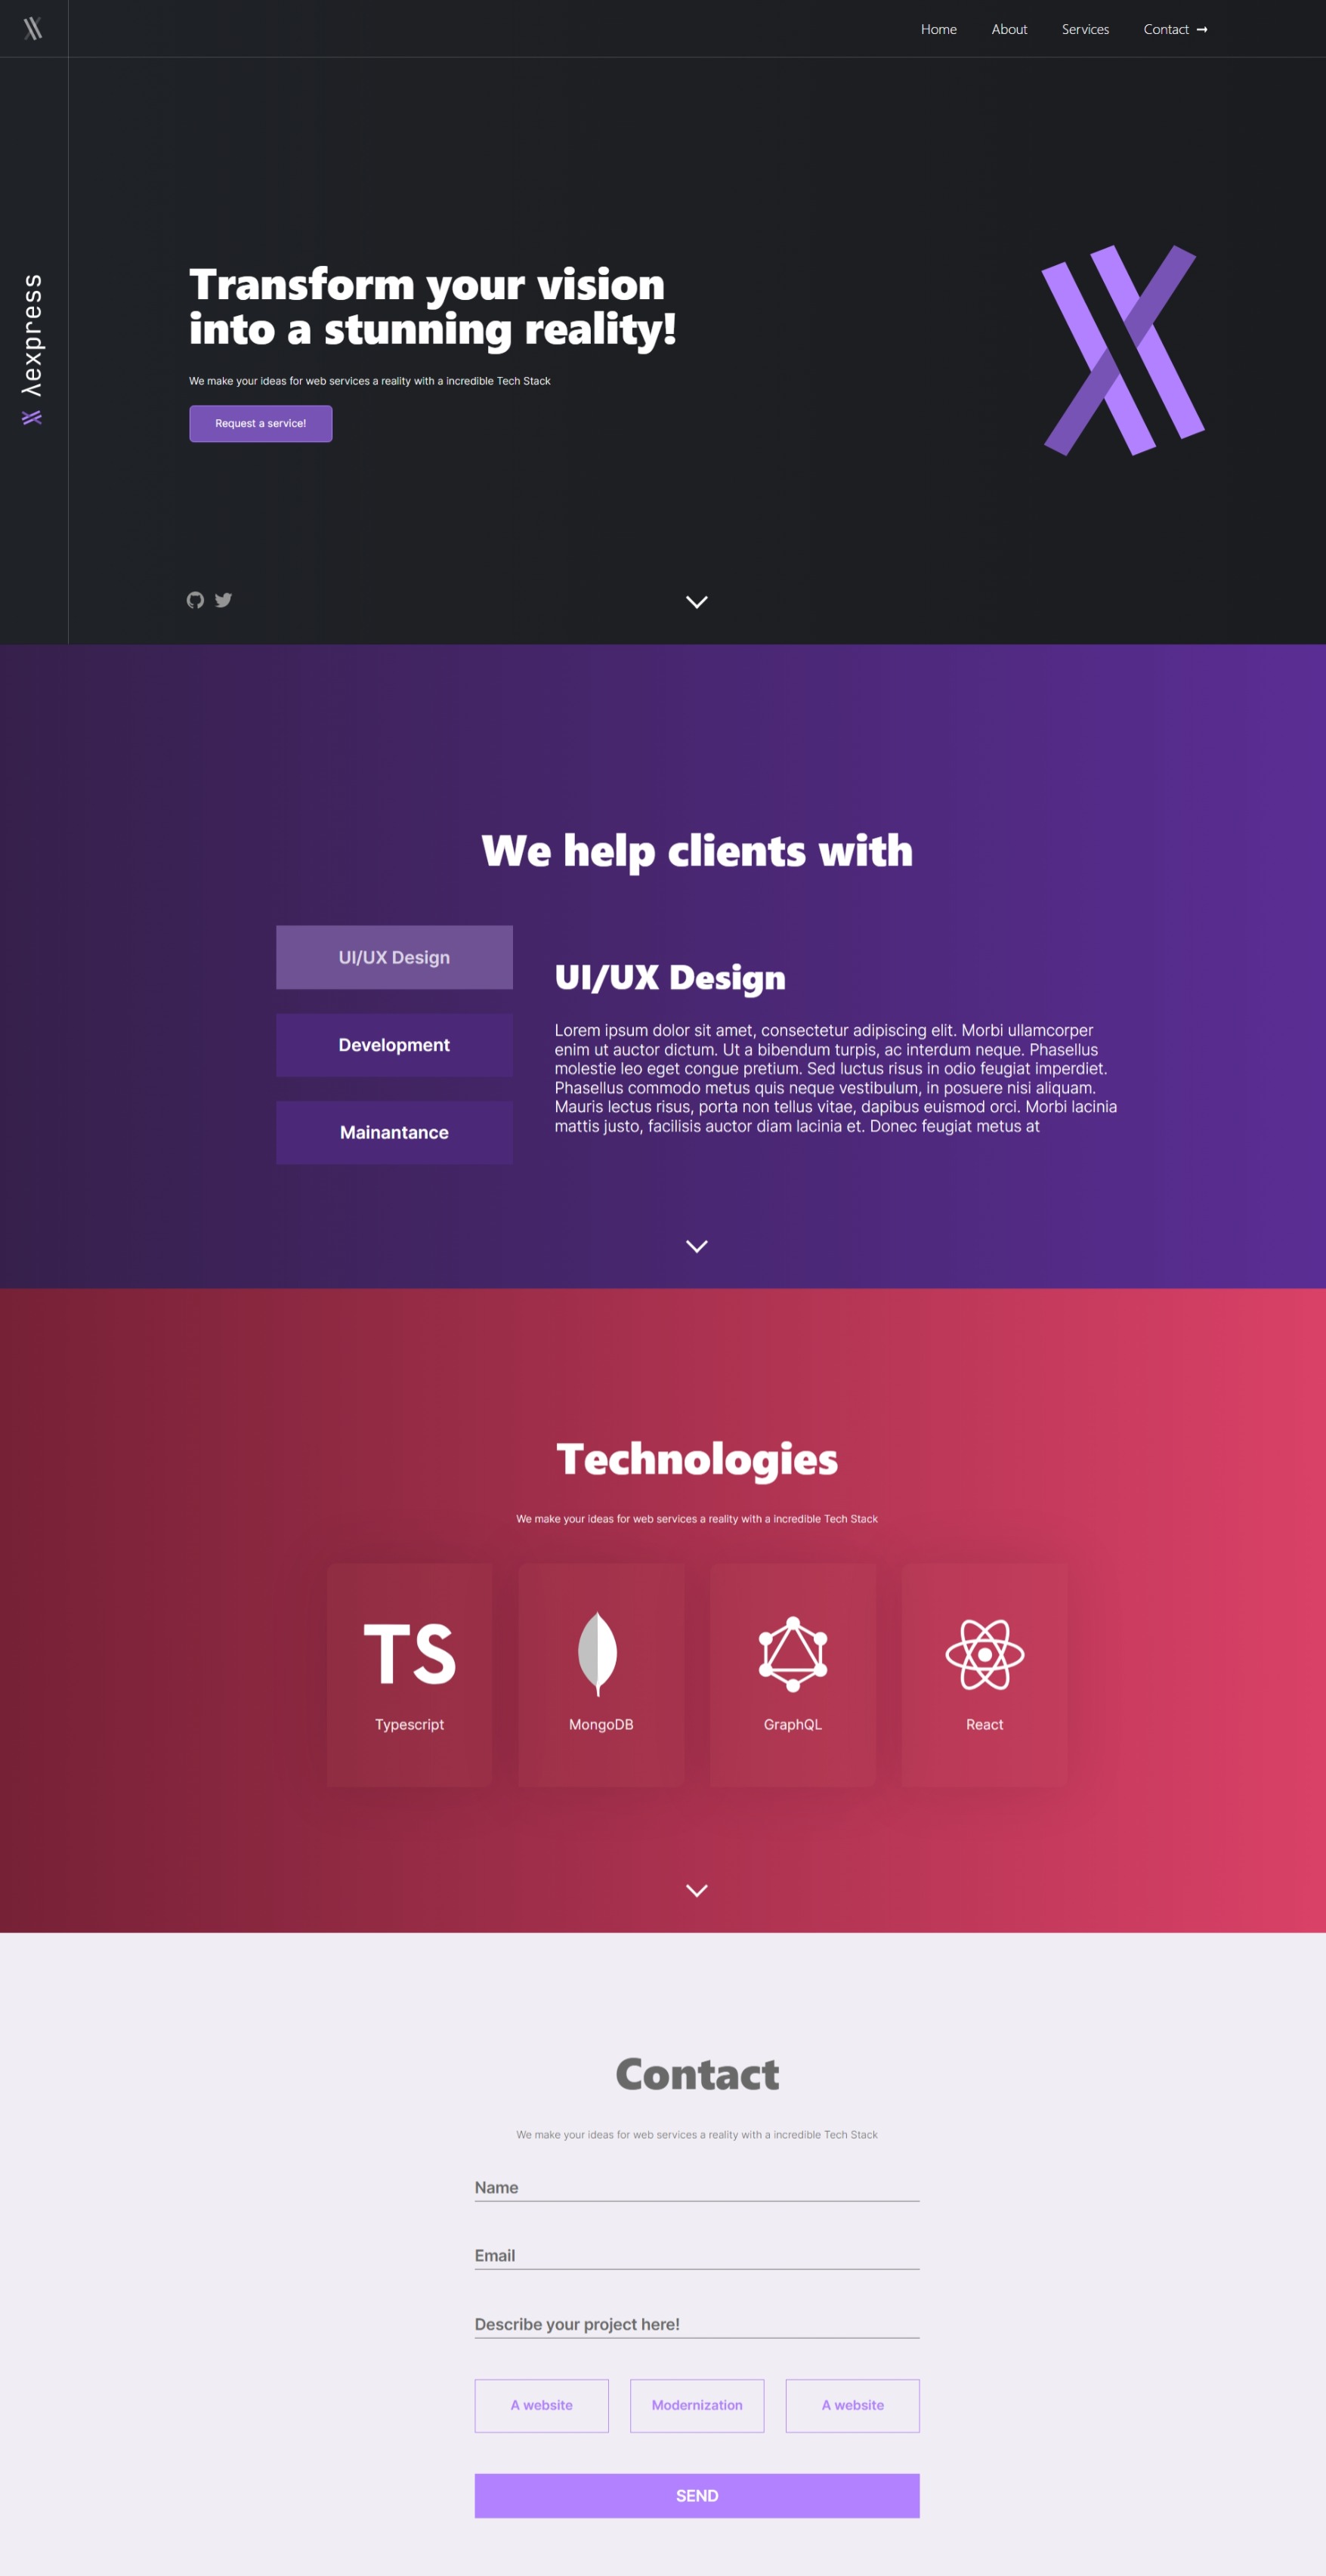 Home About Services Contact →
λexpress
Transform your vision
into a stunning reality!
We make your ideas for web services a reality with a incredible Tech Stack
Request a service!
We help clients with
UI/UX Design
Development
Mainantance
UI/UX Design
Lorem ipsum dolor sit amet, consectetur adipiscing elit. Morbi ullamcorper
enim ut auctor dictum. Ut a bibendum turpis, ac interdum neque. Phasellus
molestie leo eget congue pretium. Sed luctus risus in odio feugiat imperdiet.
Phasellus commodo metus quis neque vestibulum, in posuere nisi aliquam.
Mauris lectus risus, porta non tellus vitae, dapibus euismod orci. Morbi lacinia
mattis justo, facilisis auctor diam lacinia et. Donec feugiat metus at
Technologies
We make your ideas for web services a reality with a incredible Tech Stack
TS
Typescript
MongoDB
GraphQL
React
Contact
We make your ideas for web services a reality with a incredible Tech Stack
Name
Email
Describe your project here!
A website
Modernization
A website
SEND